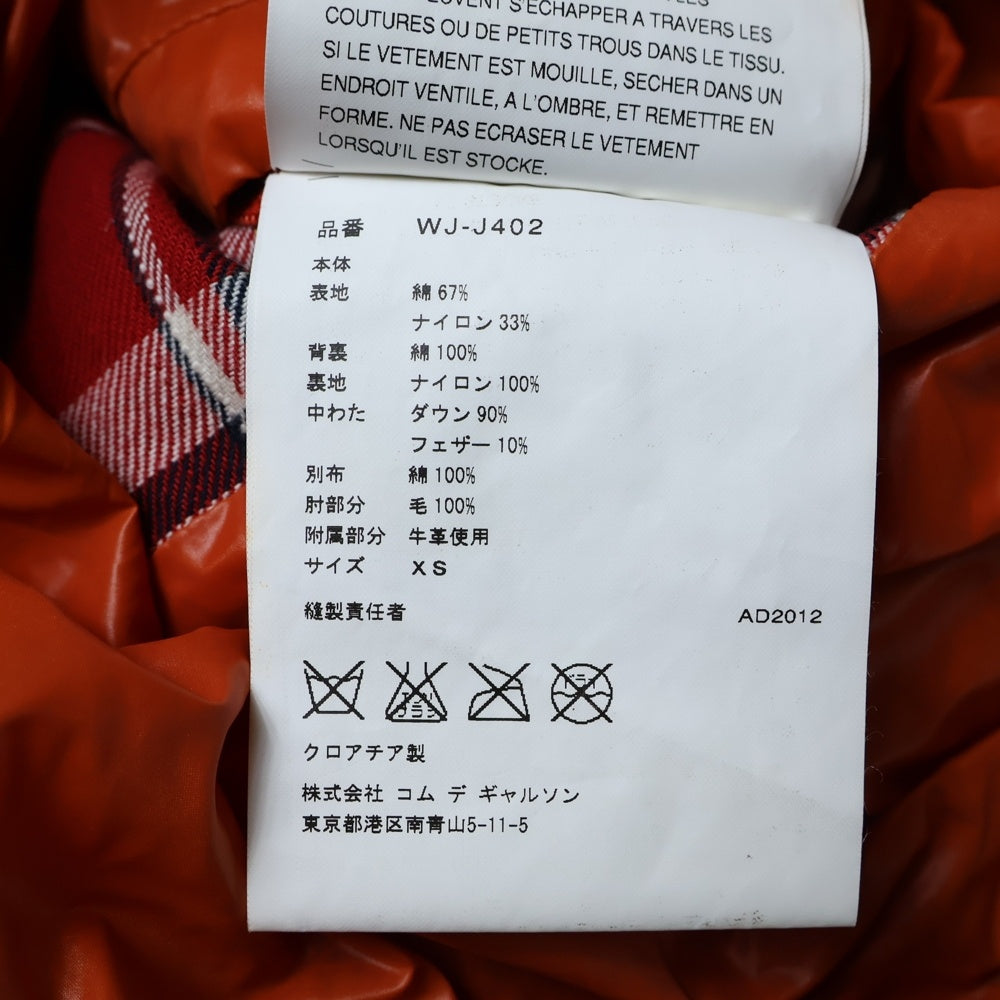 S'ECHAPPER A TRAVERS LES
COUTURES OU DE PETITS TROUS DANS LE TISSU.
SI LE VETEMENT EST MOUILLE, SECHER DANS UN
ENDROIT VENTILE, A L'OMBRE, ET REMETTRE EN
FORME. NE PAS ECRASER LE VETEMENT
LORSQU'IL EST STOCKE.
品番 WJ-J402
本体
表地 綿 67%
ナイロン 33%
背裏 綿 100%
裏地 ナイロン 100%
中わた ダウン 90%
フェザー 10%
別布 綿 100%
肘部分 毛 100%
附属部分 牛革使用
サイズ XS
縫製責任者 AD2012
クロアチア製
株式会社 コム デ ギャルソン
東京都港区南青山5-11-5